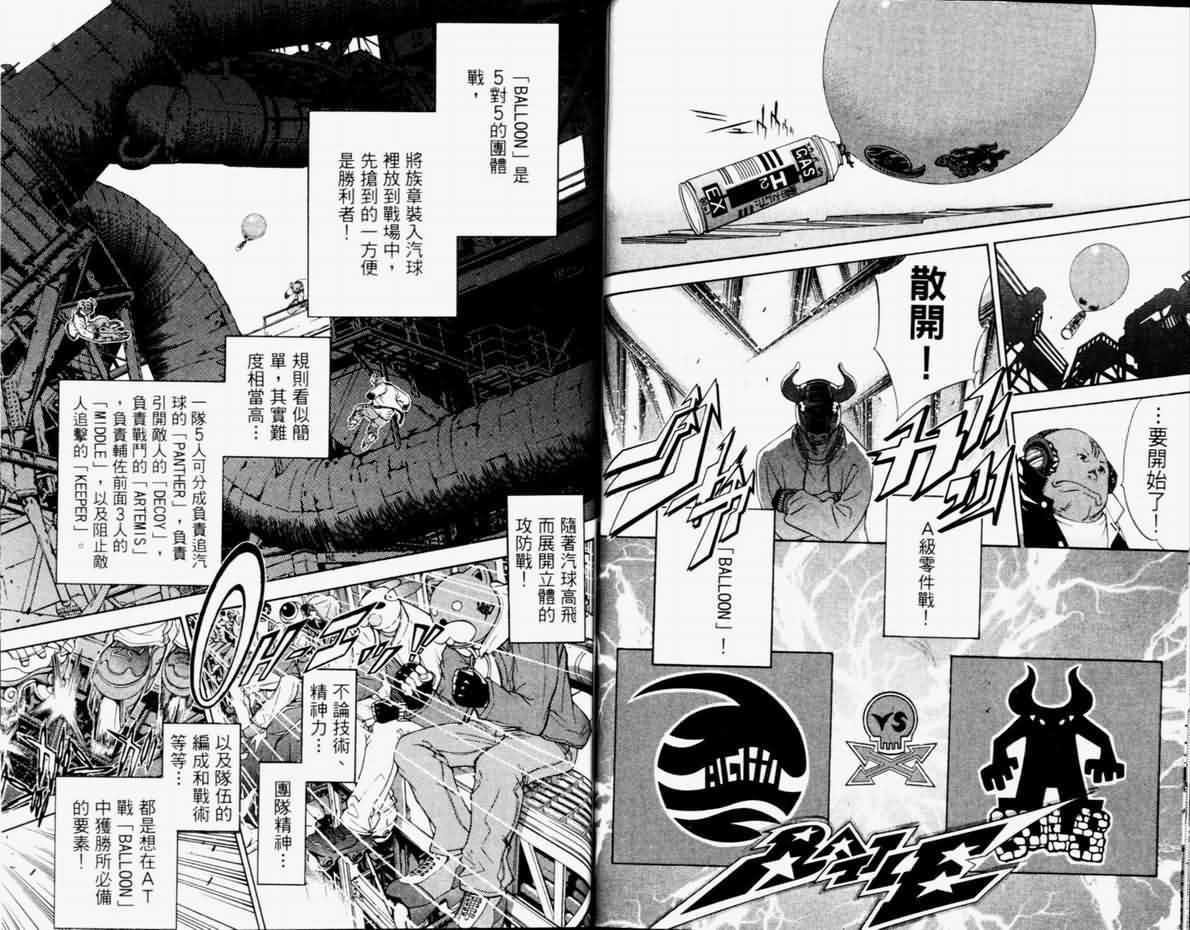 GAS
EX
…要開始了！
散開！
A級零件戰！
「BALLOON」！
VS
BATTLE
「BALLOON」是
5對5的團體
戰，
將族章裝入汽球
裡放到戰場中，
先搶到的一方便
是勝利者！
規則看似簡
單，其實難
度相當高…
一隊5人可分成負責追汽
球的「PANTHER」，負責
引開敵人的「DECOY」，
負責戰鬥的「ARTEMIS」
，負責輔佐前面3人的
「MIDDLE」，以及阻止敵
人追擊的「KEEPER」。
隨著汽球高飛
而展開立體的
攻防戰！
不論技術、
精神力…
團隊精神…
以及隊伍的
編成和戰術
等等…
都是想在AT
戰「BALLOON」
中獲勝所必備
的要素！